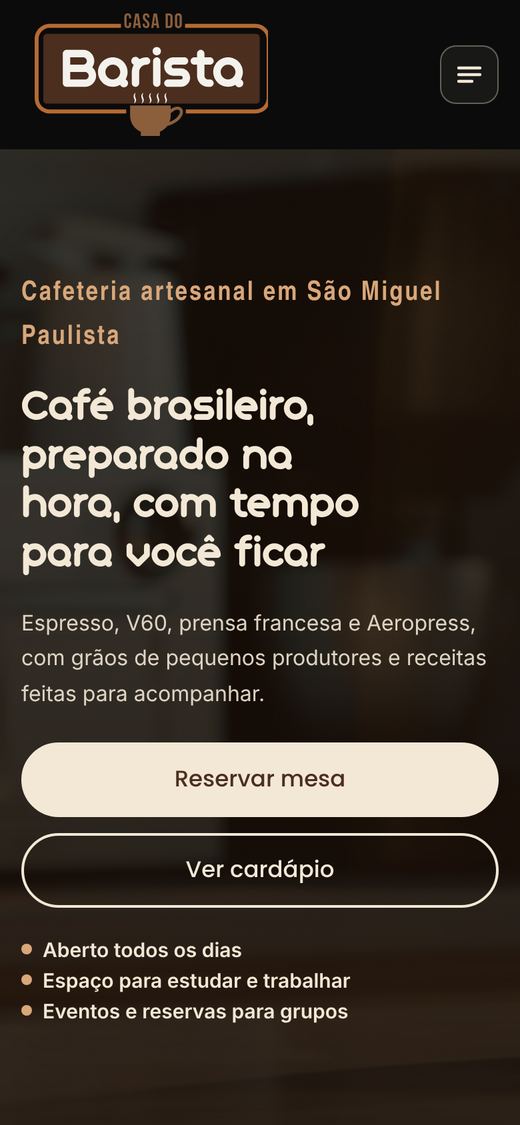 CASA DO
Barista
Cafeteria artesanal em São Miguel
Paulista
Café brasileiro,
preparado na
hora, com tempo
para você ficar
Espresso, V60, prensa francesa e Aeropress,
com grãos de pequenos produtores e receitas
feitas para acompanhar.
Reservar mesa
Ver cardápio
Aberto todos os dias
Espaço para estudar e trabalhar
Eventos e reservas para grupos